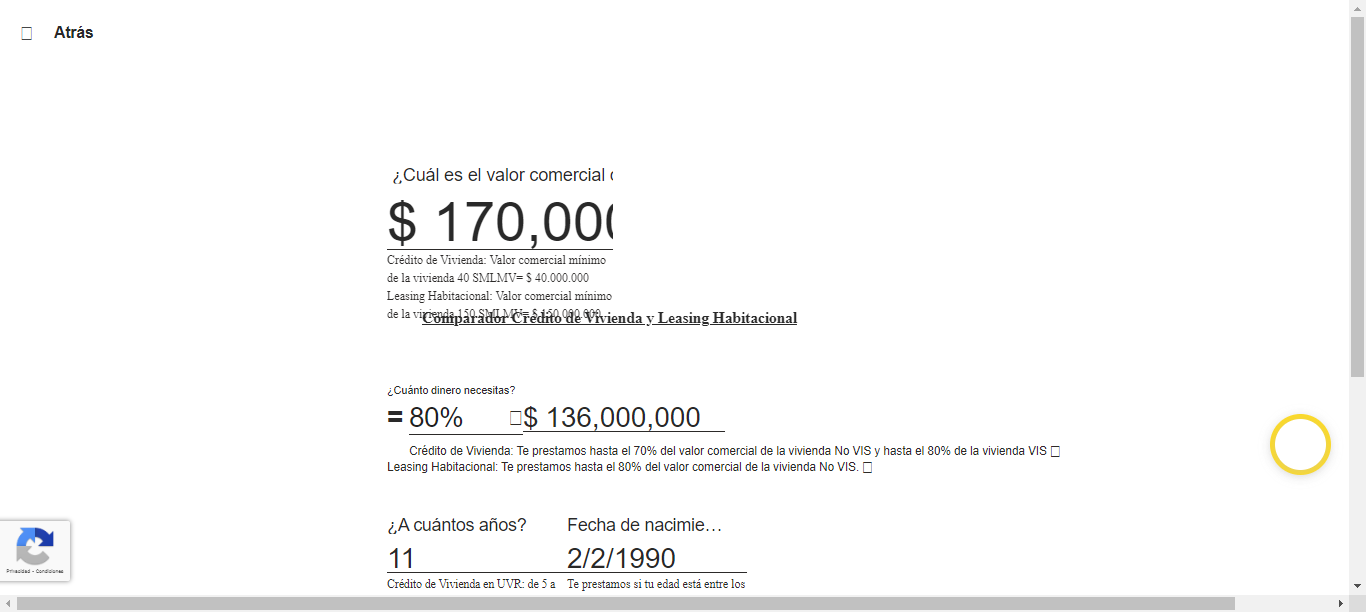 Atrás
¿Cuál es el valor comercial
$ 170,000
Crédito de Vivienda: Valor comercial mínimo
de la vivienda 40 SMLMV= $ 40.000.000
Leasing Habitacional: Valor comercial mínimo
de la vivienda 150 SMLMV= $ 150.000.000
Comparador Crédito de Vivienda y Leasing Habitacional
¿Cuánto dinero necesitas?
= 80% $ 136,000,000
Crédito de Vivienda: Te prestamos hasta el 70% del valor comercial de la vivienda No VIS y hasta el 80% de la vivienda VIS
Leasing Habitacional: Te prestamos hasta el 80% del valor comercial de la vivienda No VIS.
¿A cuántos años? Fecha de nacimie…
11 2/2/1990
Crédito de Vivienda en UVR: de 5 a Te prestamos si tu edad está entre los
Privacidad - Condiciones